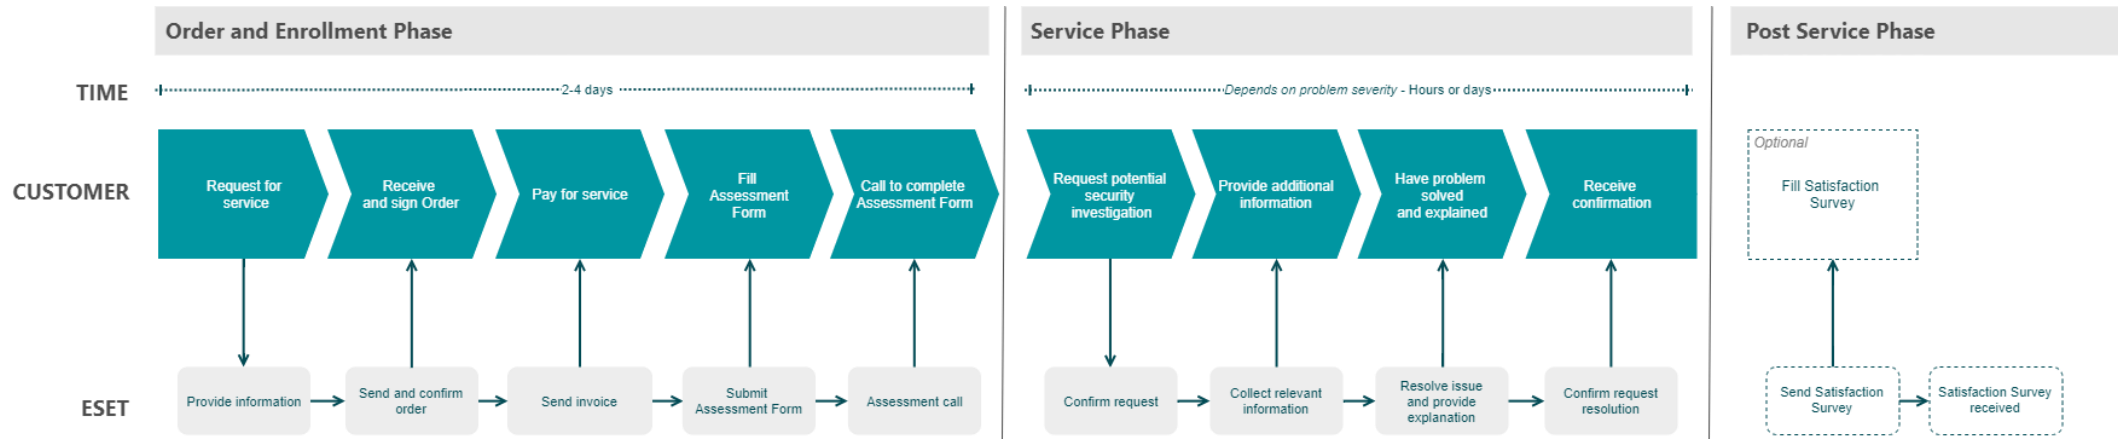 Order and Enrollment Phase
Service Phase
Post Service Phase
TIME
2-4 days
Depends on problem severity - Hours or days
CUSTOMER
Request for
service
Receive
and sign Order
Pay for service
Fill
Assessment
Form
Call to complete
Assessment Form
Request potential
security
investigation
Provide additional
information
Have problem
solved
and explained
Receive
confirmation
Optional
Fill Satisfaction
Survey
ESET
Provide information
Send and confirm
order
Send invoice
Submit
Assessment Form
Assessment call
Confirm request
Collect relevant
information
Resolve issue
and provide
explanation
Confirm request
resolution
Send Satisfaction
Survey
Satisfaction Survey
received